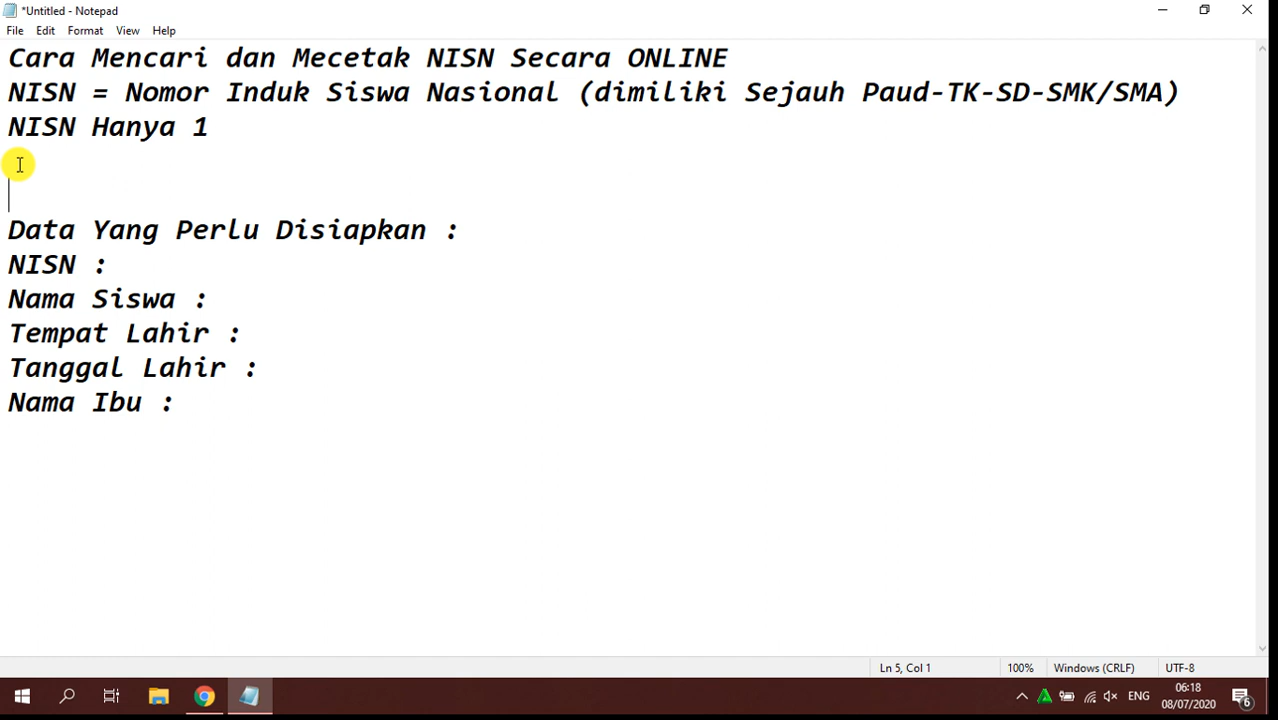 *Untitled - Notepad
File Edit Format View Help
Cara Mencari dan Mecetak NISN Secara ONLINE
NISN = Nomor Induk Siswa Nasional (dimiliki Sejauh Paud-TK-SD-SMK/SMA)
NISN Hanya 1
Data Yang Perlu Disiapkan :
NISN :
Nama Siswa :
Tempat Lahir :
Tanggal Lahir :
Nama Ibu :
Ln 5, Col 1 100% Windows (CRLF) UTF-8
ENG 06:18
08/07/2020 6